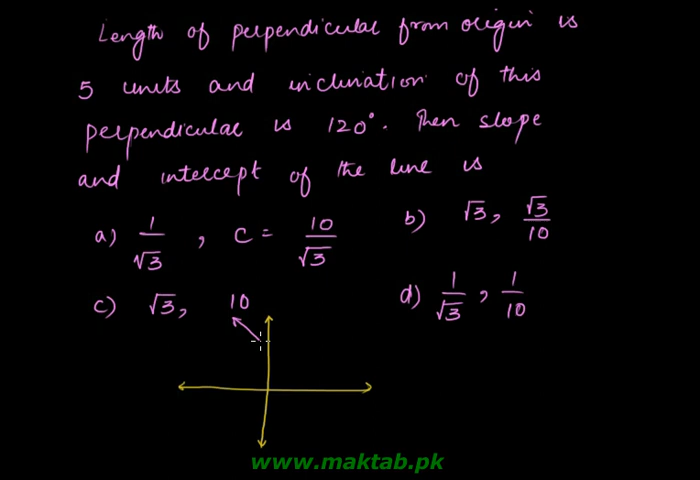 Length of perpendicular from origin is
5 units and inclination of this
perpendicular is 120°. Then slope
and intercept of the line is
a) 1/√3 , C = 10/√3
b) √3, √3/10
c) √3, 10
d) 1/√3 , 1/10
www.maktab.pk